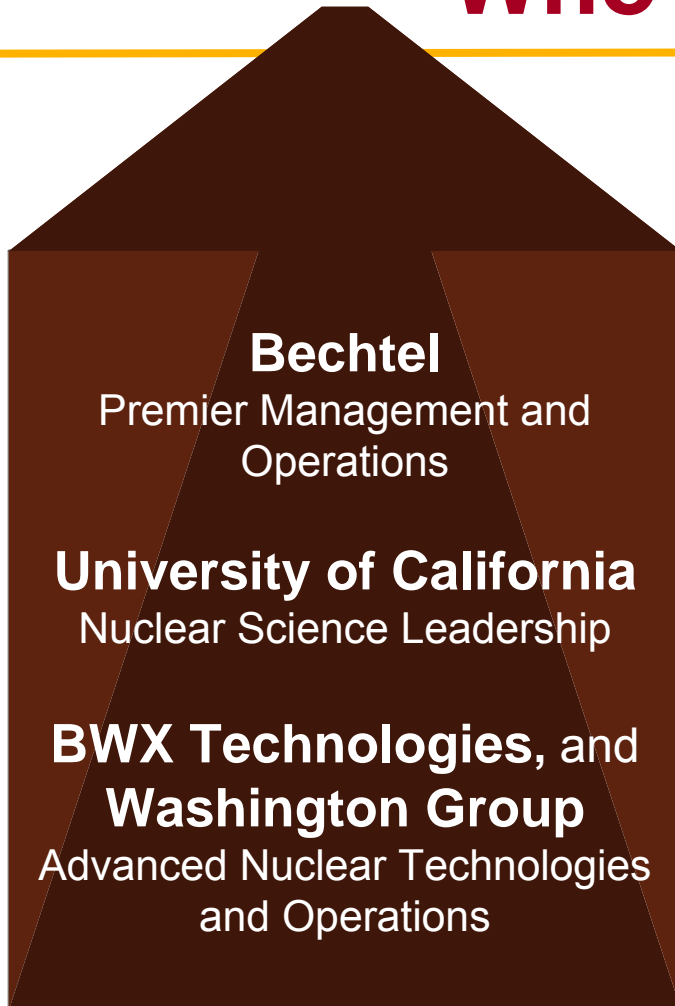 Who
Bechtel
Premier Management and
Operations
University of California
Nuclear Science Leadership
BWX Technologies, and
Washington Group
Advanced Nuclear Technologies
and Operations